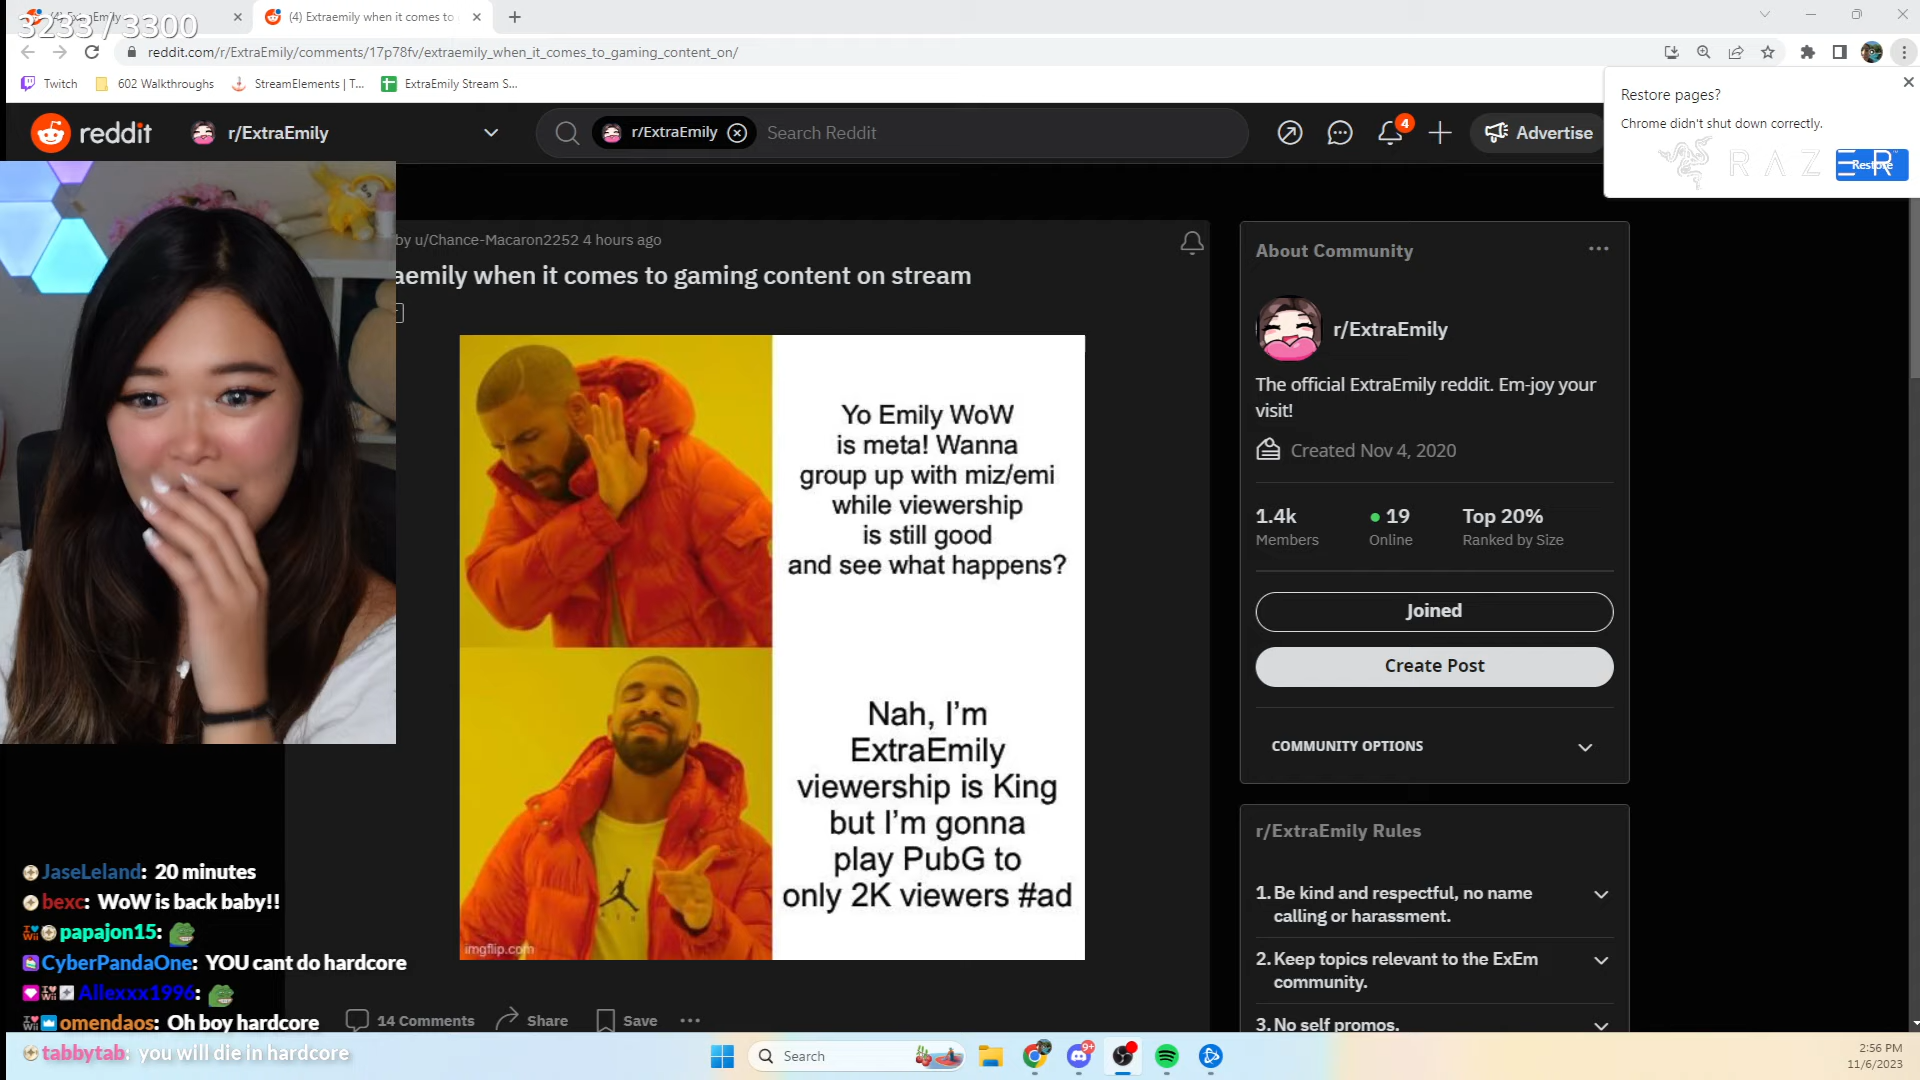 3233 / 3300
(4) Extraemily when it comes to
reddit.com/r/ExtraEmily/comments/17p78fv/extraemily_when_it_comes_to_gaming_content_on/
Twitch
602 Walkthroughs
StreamElements | T...
ExtraEmily Stream S...
Restore pages?
Chrome didn't shut down correctly.
Restore
RAZER
reddit
r/ExtraEmily
r/ExtraEmily
Search Reddit
4
Advertise
by u/Chance-Macaron2252 4 hours ago
aemily when it comes to gaming content on stream
Yo Emily WoW
is meta! Wanna
group up with miz/emi
while viewership
is still good
and see what happens?
Nah, I'm
ExtraEmily
viewership is King
but I'm gonna
play PubG to
only 2K viewers #ad
imgflip.com
14 Comments
Share
Save
About Community
r/ExtraEmily
The official ExtraEmily reddit. Em-joy your
visit!
Created Nov 4, 2020
1.4k
19
Top 20%
Members
Online
Ranked by Size
Joined
Create Post
COMMUNITY OPTIONS
r/ExtraEmily Rules
1. Be kind and respectful, no name
calling or harassment.
2. Keep topics relevant to the ExEm
community.
3. No self promos.
JaseLeland: 20 minutes
bexc: WoW is back baby!!
papajon15:
CyberPandaOne: YOU cant do hardcore
Allexxx1996:
omendaos: Oh boy hardcore
tabbytab: you will die in hardcore
Search
9+
2:56 PM
11/6/2023